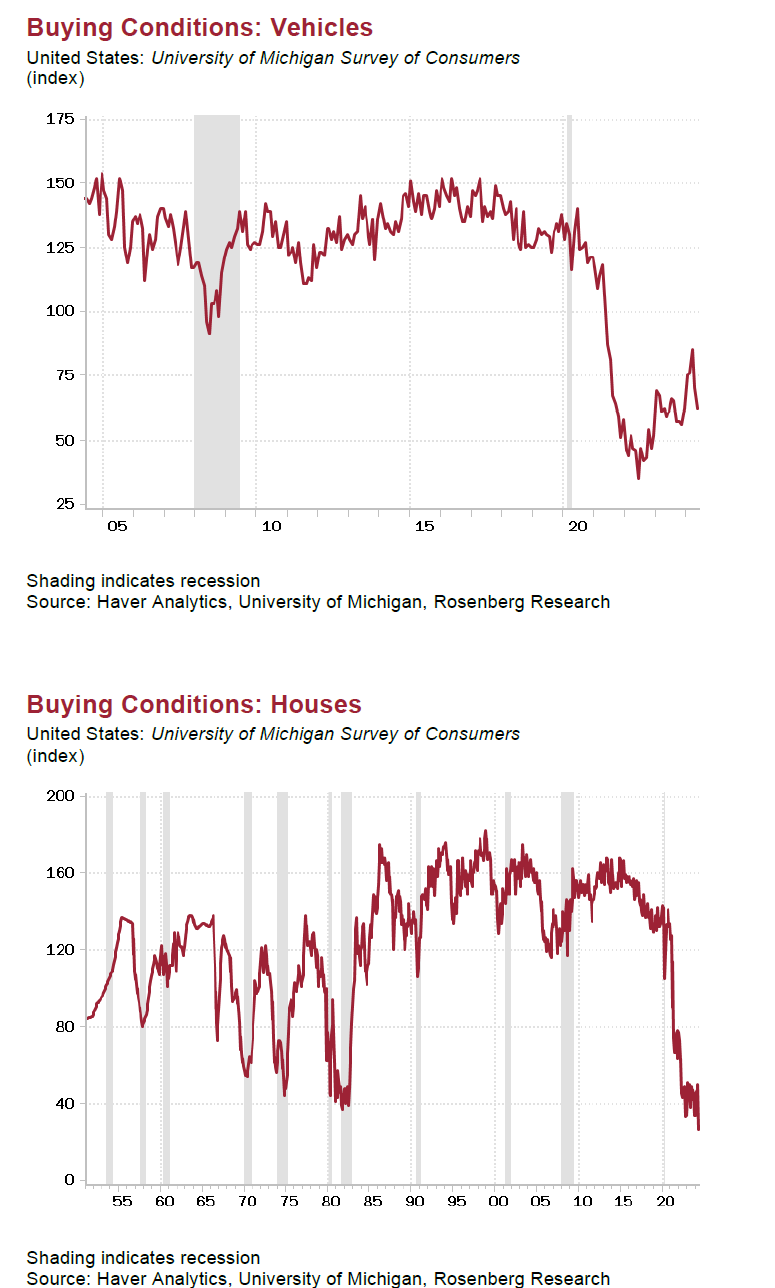 Buying Conditions: Vehicles
United States: University of Michigan Survey of Consumers
(index)
175
150
125
100
75
50
25
05 10 15 20
Shading indicates recession
Source: Haver Analytics, University of Michigan, Rosenberg Research
Buying Conditions: Houses
United States: University of Michigan Survey of Consumers
(index)
200
160
120
80
40
0
55 60 65 70 75 80 85 90 95 00 05 10 15 20
Shading indicates recession
Source: Haver Analytics, University of Michigan, Rosenberg Research